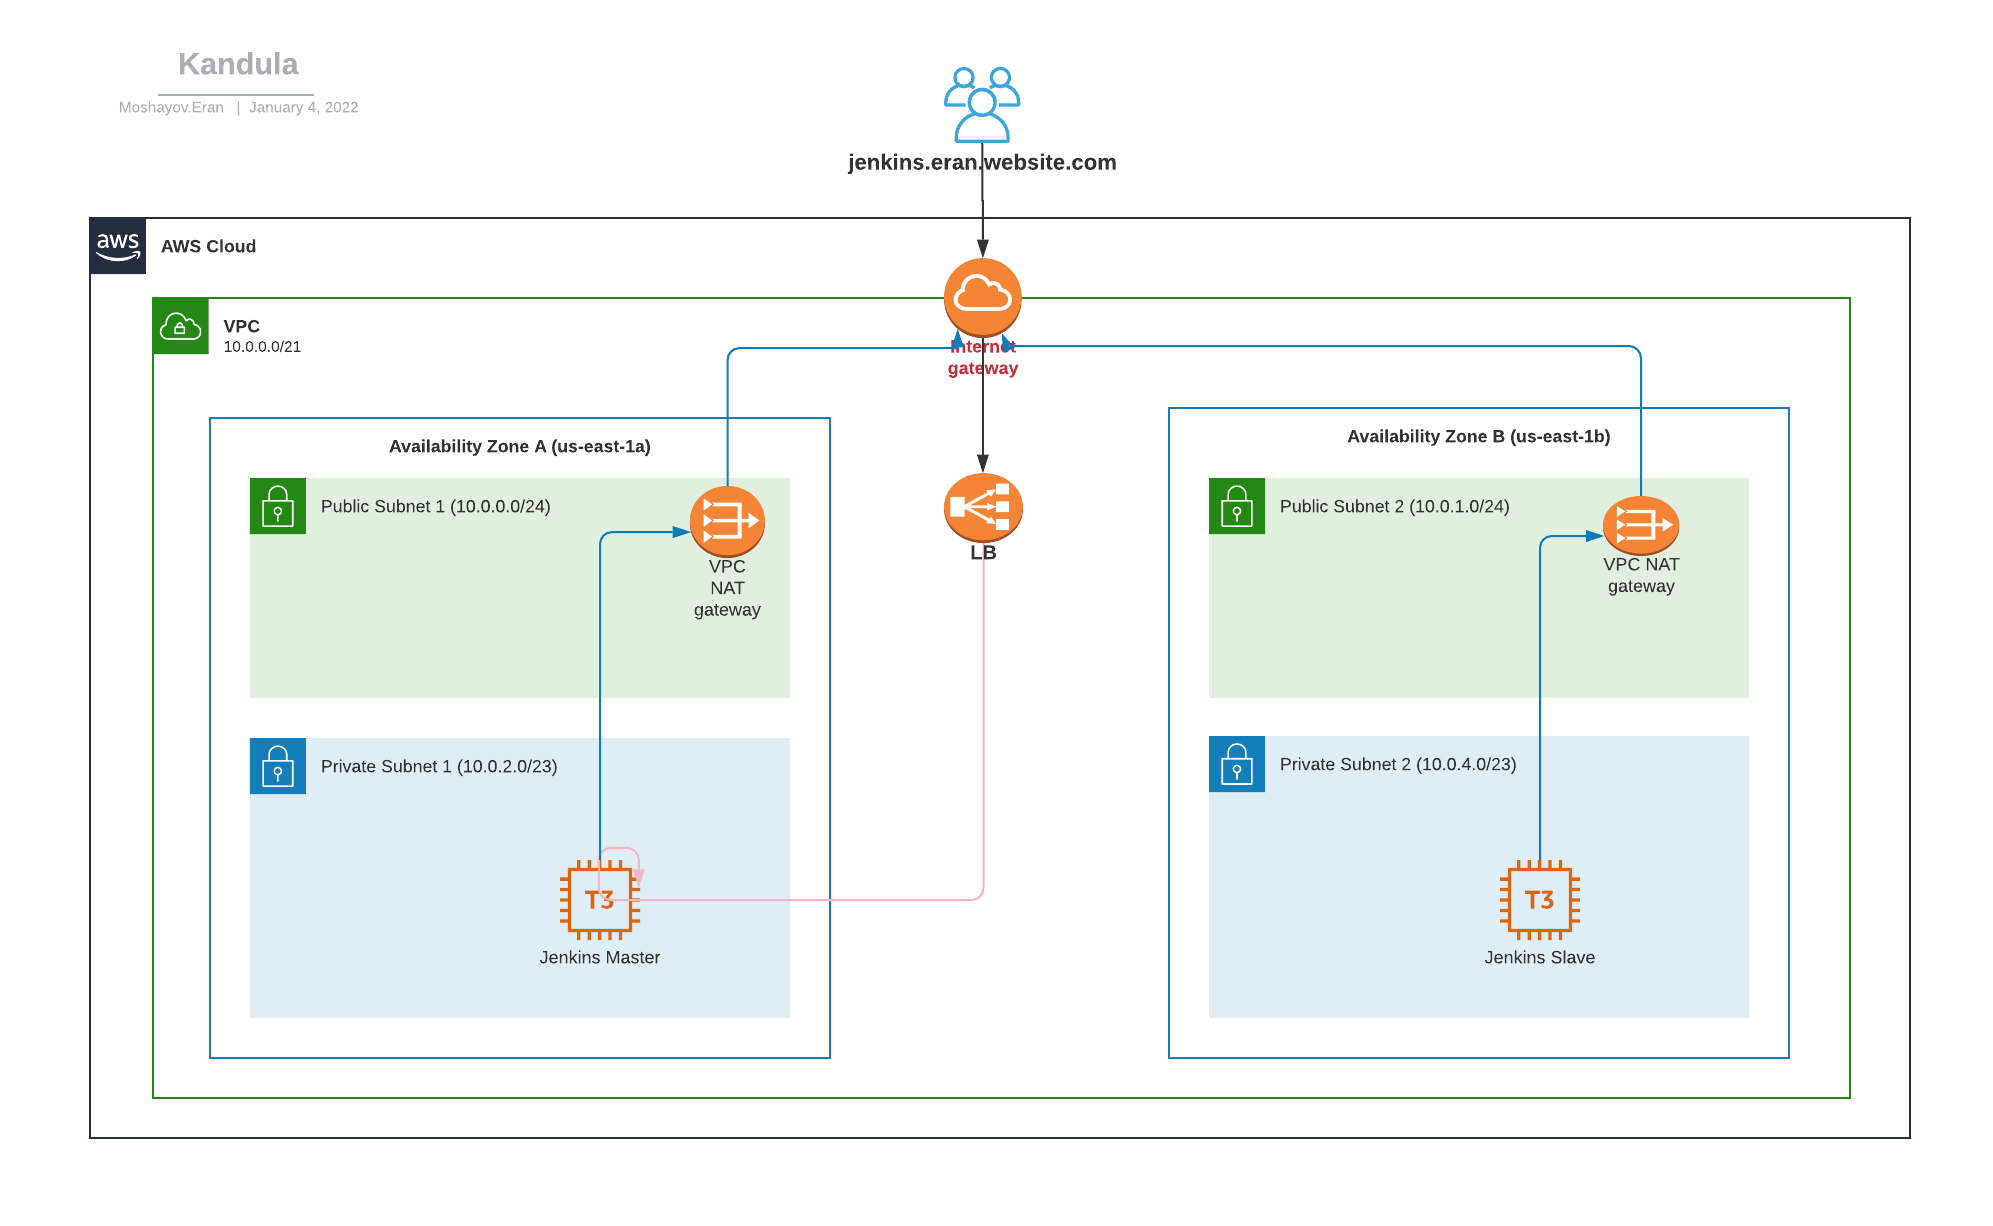 Kandula
Moshayov.Eran | January 4, 2022
jenkins.eran.website.com
aws
AWS Cloud
VPC
10.0.0.0/21
Internet
gateway
Availability Zone A (us-east-1a)
Availability Zone B (us-east-1b)
Public Subnet 1 (10.0.0.0/24)
Public Subnet 2 (10.0.1.0/24)
LB
VPC
NAT
gateway
VPC NAT
gateway
Private Subnet 1 (10.0.2.0/23)
Private Subnet 2 (10.0.4.0/23)
T3
Jenkins Master
T3
Jenkins Slave